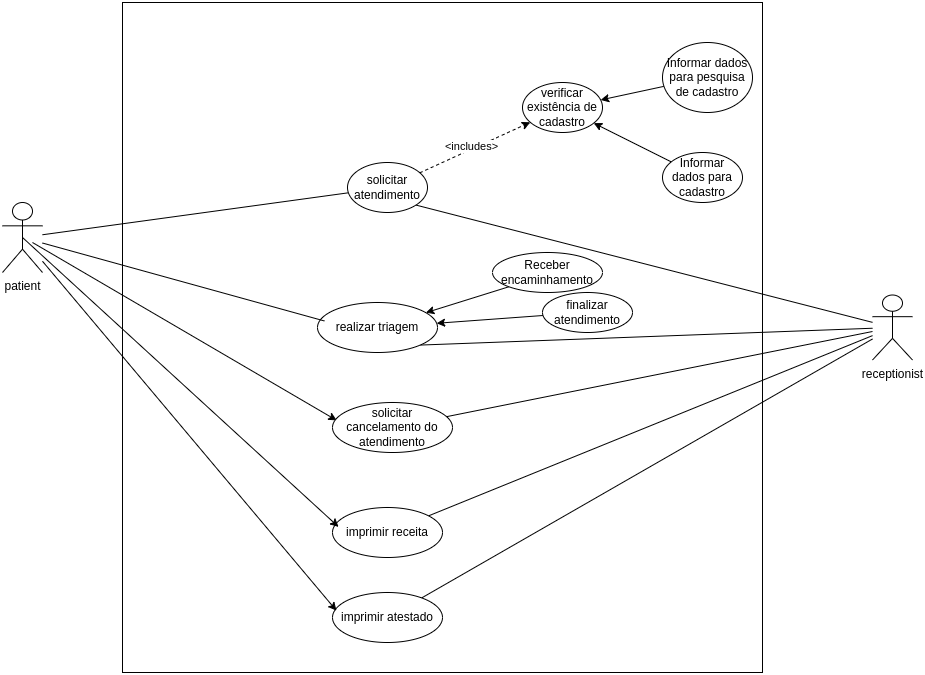 Informar dados
para pesquisa
de cadastro
verificar
existência de
cadastro
<includes>
Informar
dados para
cadastro
solicitar
atendimento
patient
Receber
encaminhamento
finalizar
atendimento
realizar triagem
receptionist
solicitar
cancelamento do
atendimento
imprimir receita
imprimir atestado